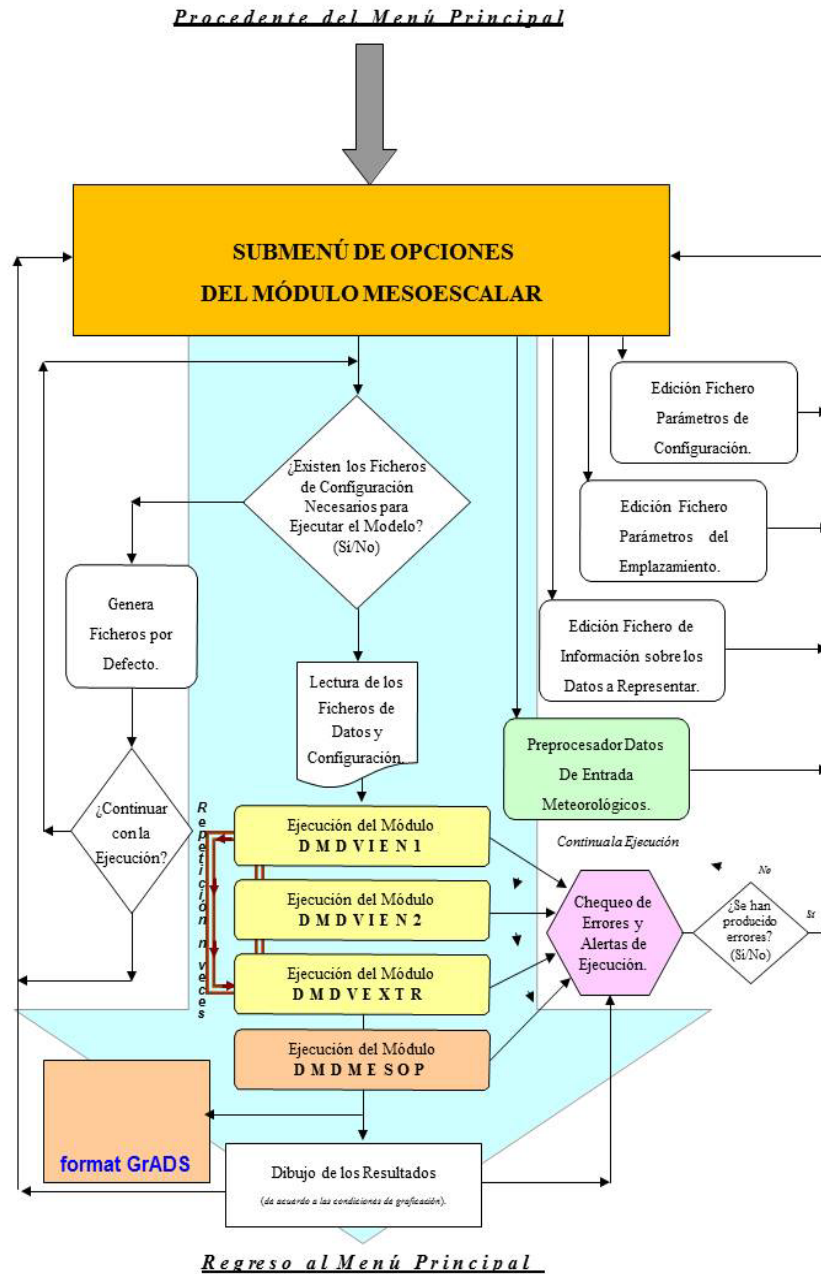 Procedente del Menú Principal
SUBMENÚ DE OPCIONES
DEL MÓDULO MESOESCALAR
Edición Fichero
Parámetros de
Configuración.
¿Existen los Ficheros
de Configuración
Necesarios para
Ejecutar el Modelo?
(Sí/No)
Edición Fichero
Parámetros del
Emplazamiento.
Genera
Ficheros por
Defecto.
Edición Fichero de
Información sobre los
Datos a Representar.
Lectura de los
Ficheros de
Datos y
Configuración.
Preprocesador Datos
De Entrada
Meteorológicos.
¿Continuar
con la
Ejecución?
Repetición n veces
Ejecución del Módulo
DMDVIEN1
Continua la Ejecución
Ejecución del Módulo
DMDVIEN2
Chequeo de
Errores y
Alertas de
Ejecución.
No
¿Se han
producido
errores?
(Sí/No)
Sí
Ejecución del Módulo
DMDVEXTR
Ejecución del Módulo
DMDMESOP
format GrADS
Dibujo de los Resultados
(de acuerdo a las condiciones de graficación).
Regreso al Menú Principal